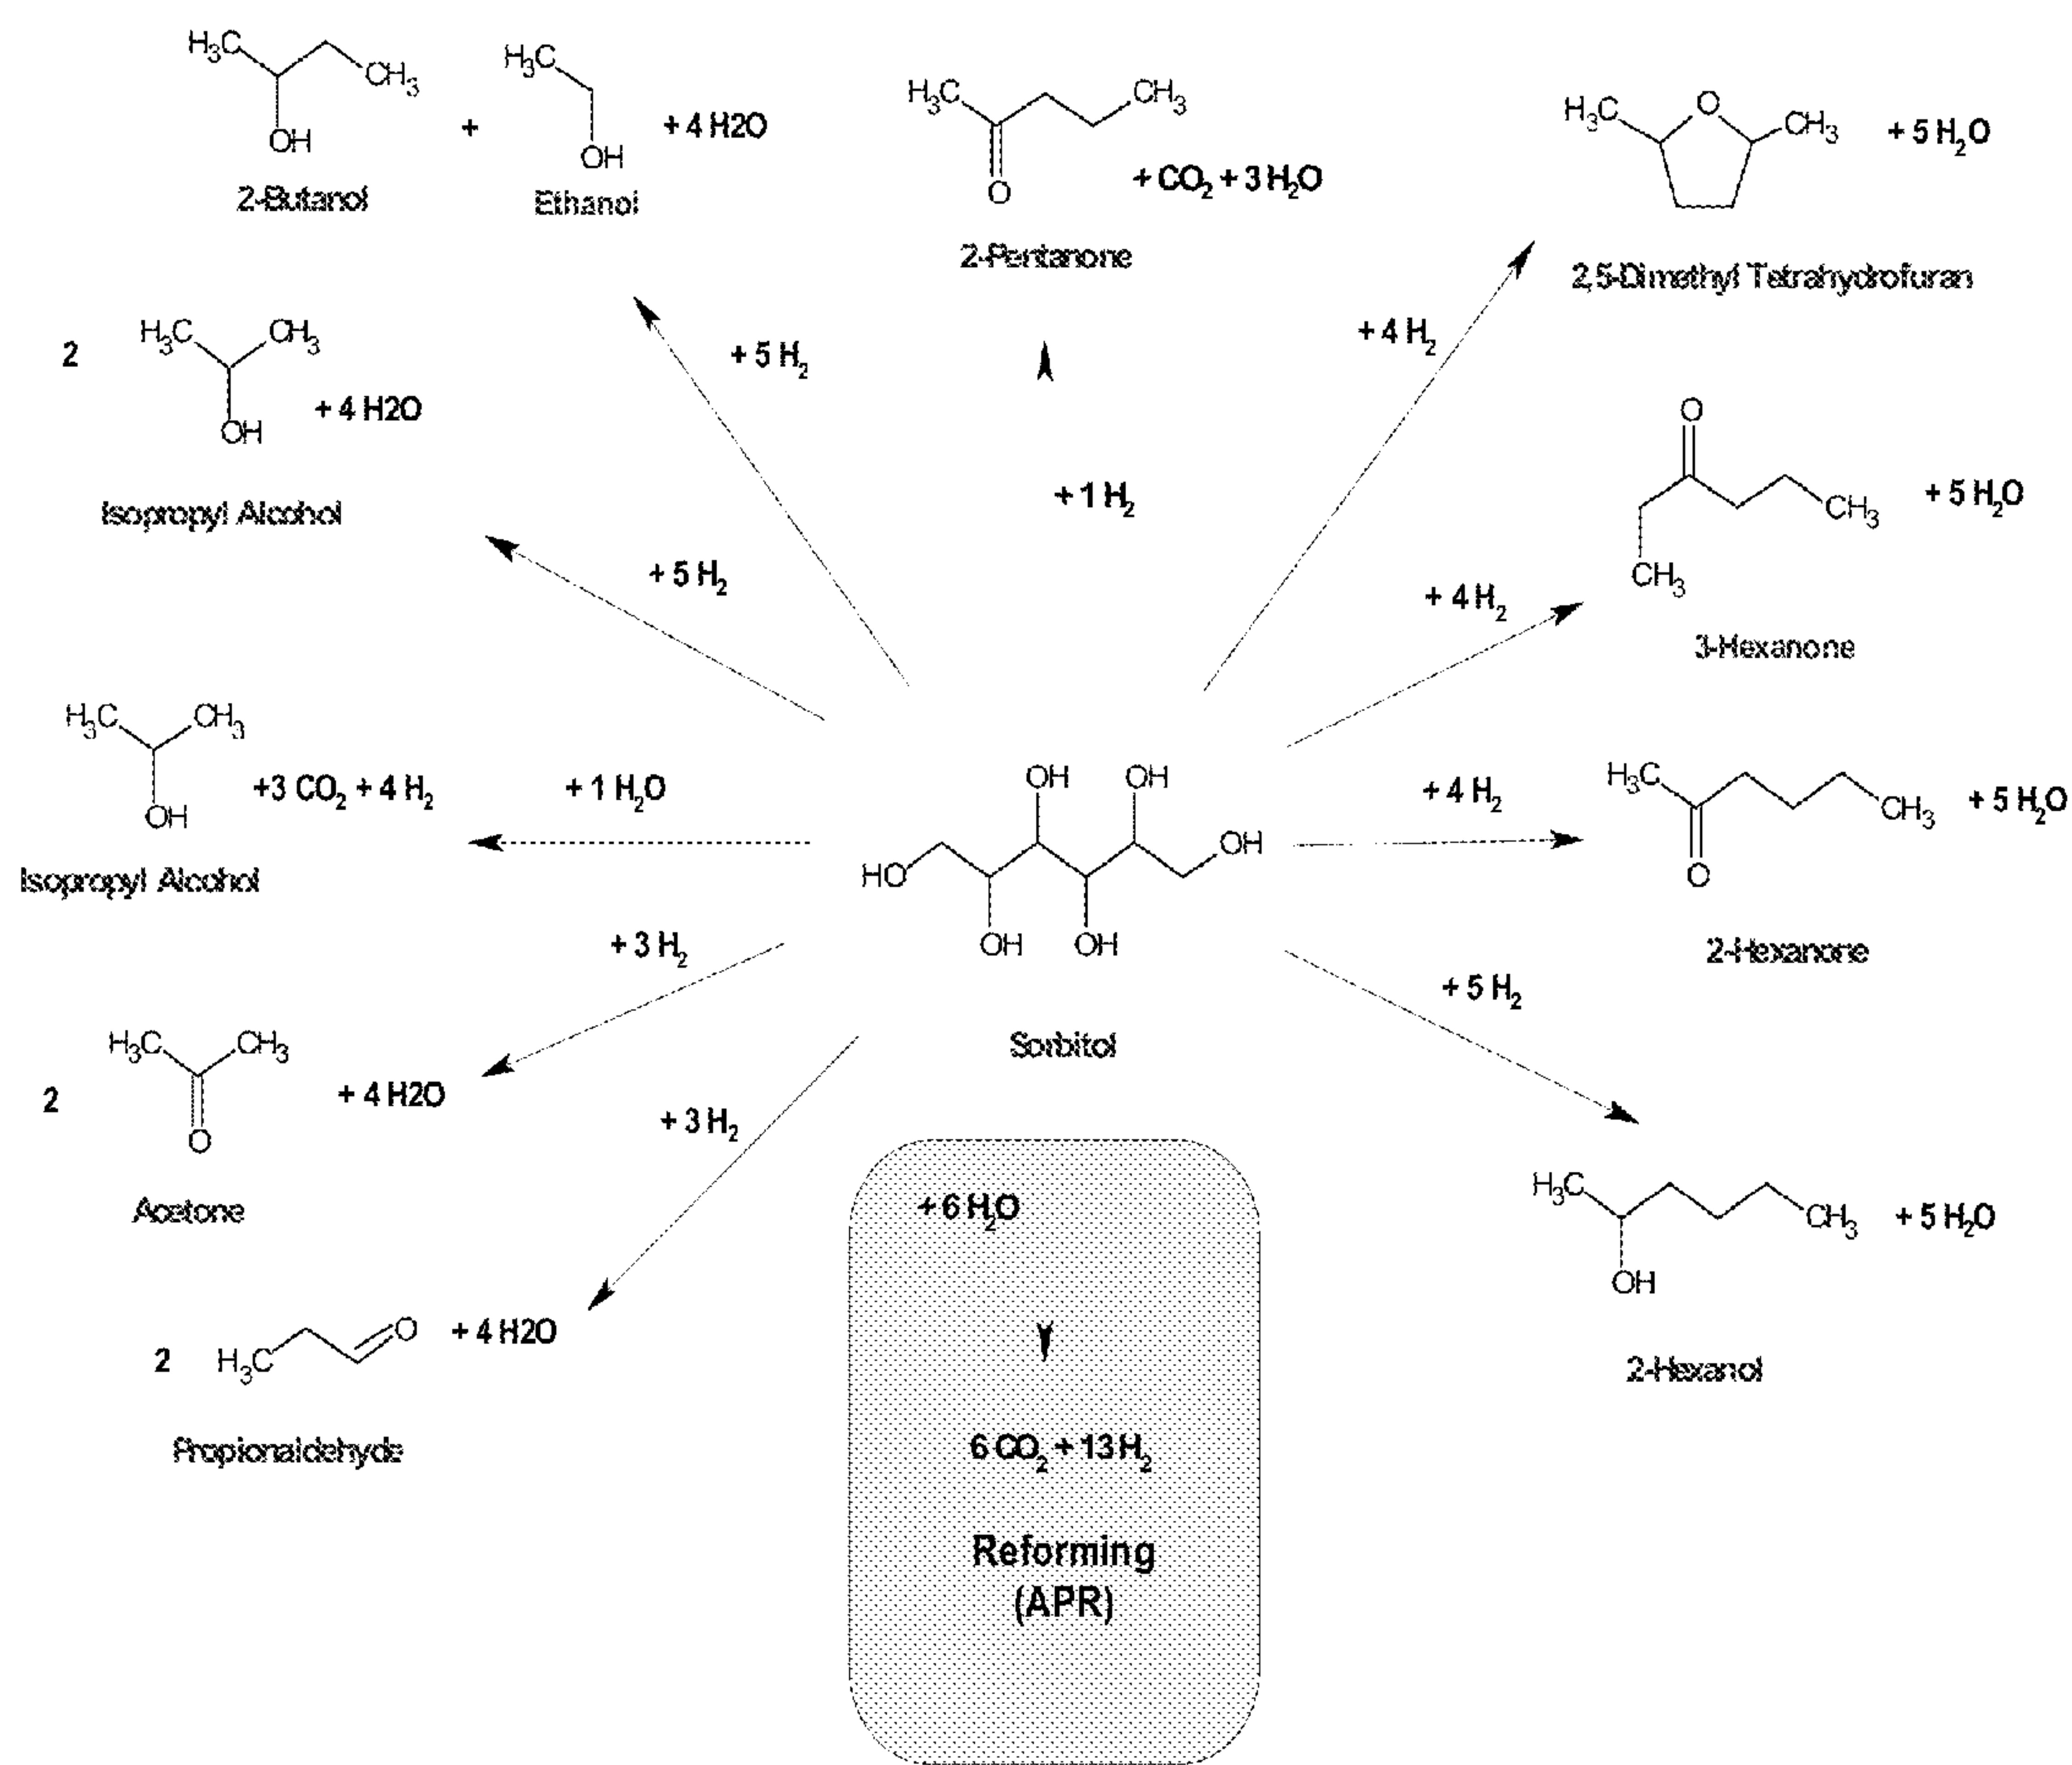 H₃C
CH₃
OH
2-Butanol
+
H₃C
OH
Ethanol
+ 4 H2O
H₃C
CH₃
O
+ CO₂ + 3 H₂O
2-Pentanone
H₃C
O
CH₃
+ 5 H₂O
2,5-Dimethyl Tetrahydrofuran
2
H₃C
CH₃
OH
+ 4 H2O
Isopropyl Alcohol
+ 5 H₂
+ 5 H₂
+ 1 H₂
+ 4 H₂
O
CH₃
CH₃
+ 5 H₂O
3-Hexanone
+ 4 H₂
H₃C
CH₃
OH
+3 CO₂ + 4 H₂
Isopropyl Alcohol
+ 1 H₂O
OH
OH
HO
OH
OH
OH
Sorbitol
+ 4 H₂
H₃C
CH₃
O
+ 5 H₂O
2-Hexanone
+ 3 H₂
2
H₃C
CH₃
O
+ 4 H2O
Acetone
+ 5 H₂
H₃C
CH₃
OH
+ 5 H₂O
2-Hexanol
+ 3 H₂
2
H₃C
O
+ 4 H2O
Propionaldehyde
+ 6 H₂O
6 CO₂ + 13 H₂
Reforming
(APR)